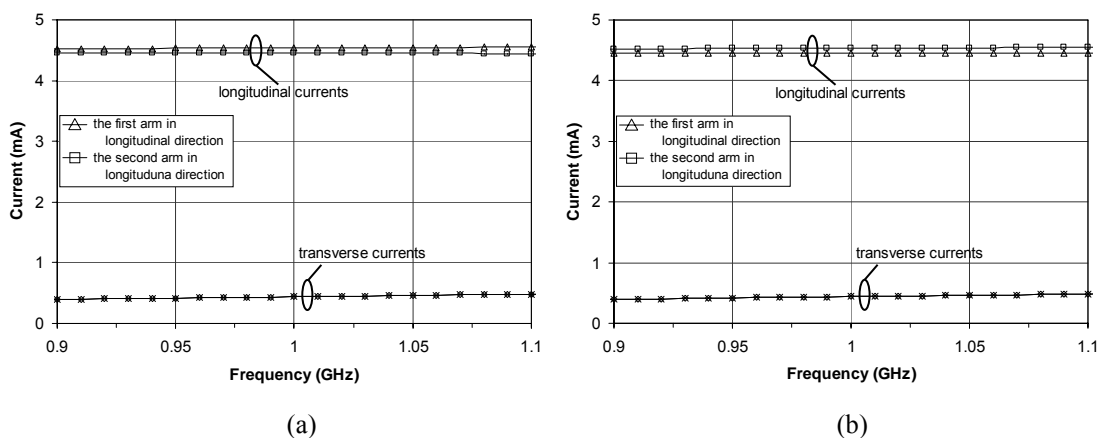 5
4
3
2
1
0
0.9
0.95
1
1.05
1.1
Current (mA)
Frequency (GHz)
longitudinal currents
the first arm in
longitudinal direction
the second arm in
longituduna direction
transverse currents
(a)
5
4
3
2
1
0
0.9
0.95
1
1.05
1.1
Current (mA)
Frequency (GHz)
longitudinal currents
the first arm in
longitudinal direction
the second arm in
longituduna direction
transverse currents
(b)